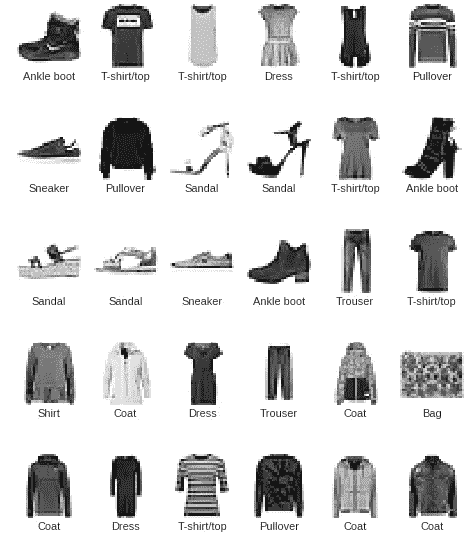 Ankle boot T-shirt/top T-shirt/top Dress T-shirt/top Pullover
Sneaker Pullover Sandal Sandal T-shirt/top Ankle boot
Sandal Sandal Sneaker Ankle boot Trouser T-shirt/top
Shirt Coat Dress Trouser Coat Bag
Coat Dress T-shirt/top Pullover Coat Coat